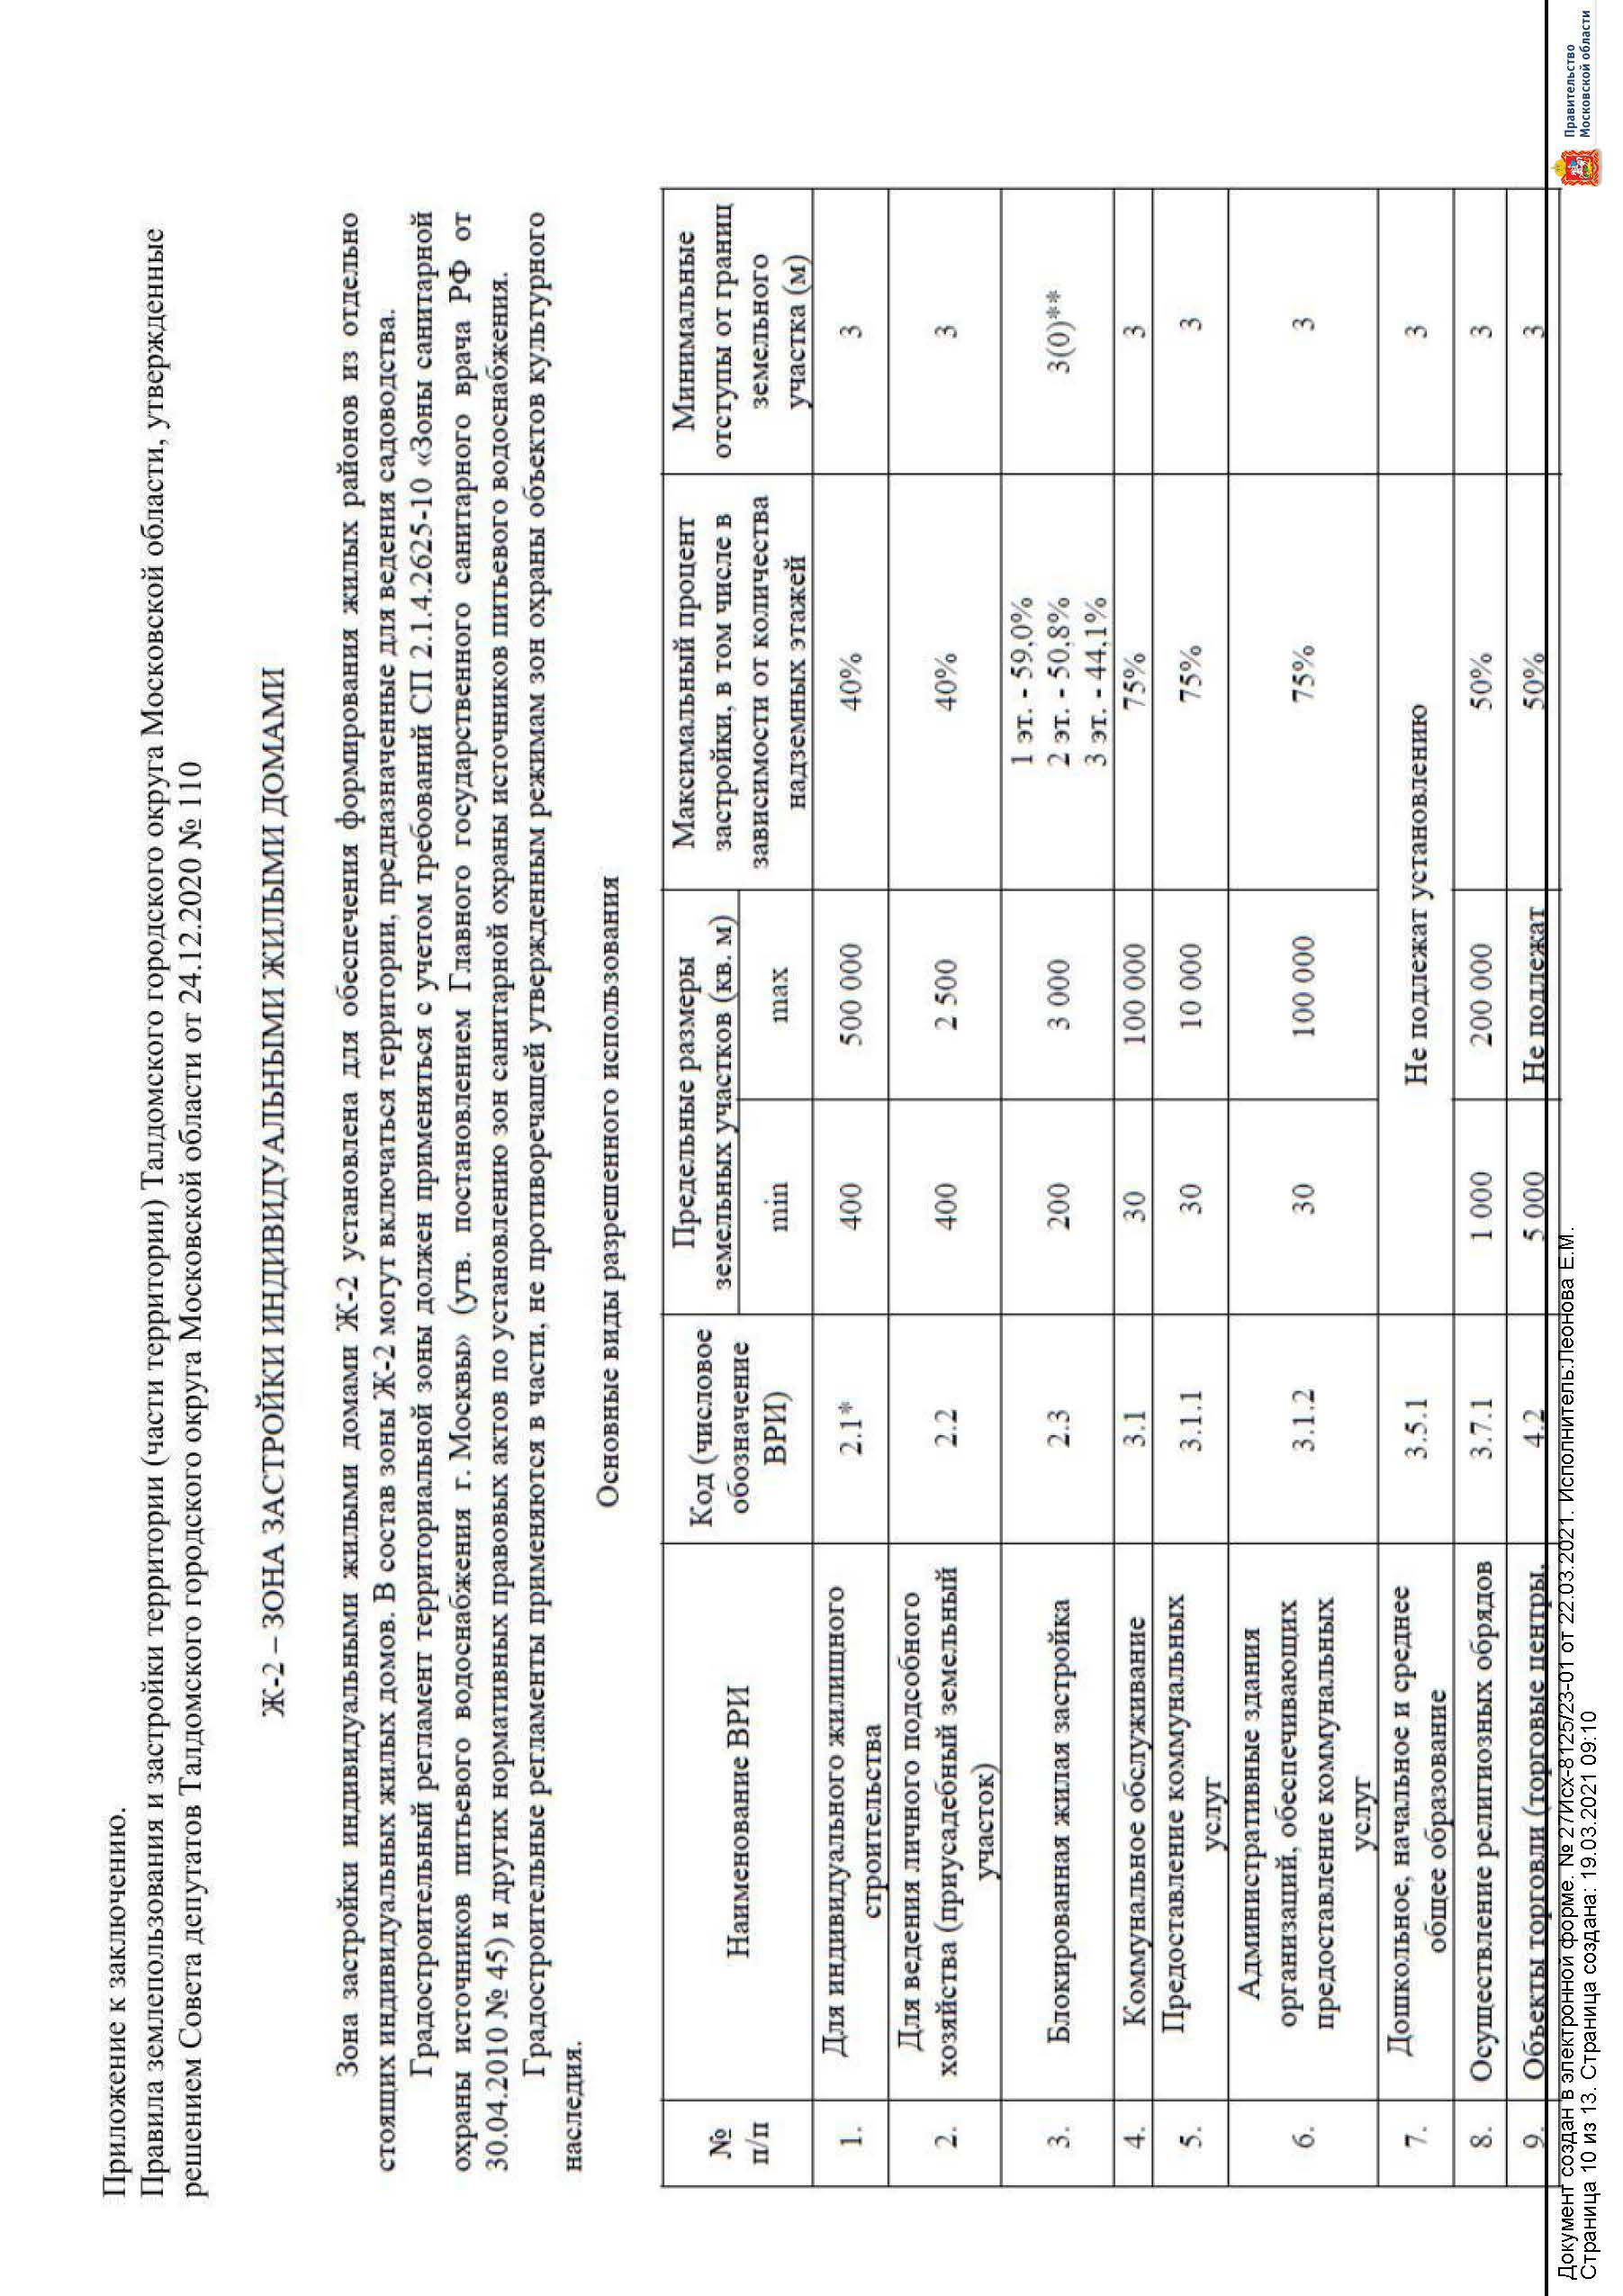 Приложение к заключению.
Правила землепользования и застройки территории (части территории) Талдомского городского округа Московской области, утвержденные
решением Совета депутатов Талдомского городского округа Московской области от 24.12.2020 № 110
Ж-2 – ЗОНА ЗАСТРОЙКИ ИНДИВИДУАЛЬНЫМИ ЖИЛЫМИ ДОМАМИ
Зона застройки индивидуальными жилыми домами Ж-2 установлена для обеспечения формирования жилых районов из отдельно
стоящих индивидуальных жилых домов. В состав зоны Ж-2 могут включаться территории, предназначенные для ведения садоводства.
Градостроительный регламент территориальной зоны должен применяться с учетом требований СП 2.1.4.2625-10 «Зоны санитарной
охраны источников питьевого водоснабжения г. Москвы» (утв. постановлением Главного государственного санитарного врача РФ от
30.04.2010 № 45) и других нормативных правовых актов по установлению зон санитарной охраны источников питьевого водоснабжения.
Градостроительные регламенты применяются в части, не противоречащей утвержденным режимам зон охраны объектов культурного
наследия.
Основные виды разрешенного использования
№
п/п
Наименование ВРИ
Код (числовое
обозначение
ВРИ)
Предельные размеры
земельных участков (кв. м)
min
max
Максимальный процент
застройки, в том числе в
зависимости от количества
надземных этажей
Минимальные
отступы от границ
земельного
участка (м)
1.
Для индивидуального жилищного
строительства
2.1*
400
500 000
40%
3
2.
Для ведения личного подсобного
хозяйства (приусадебный земельный
участок)
2.2
400
2 500
40%
3
3.
Блокированная жилая застройка
2.3
200
3 000
1 эт. - 59,0%
2 эт. - 50,8%
3 эт. - 44,1%
3(0)**
4.
Коммунальное обслуживание
3.1
30
100 000
75%
3
5.
Предоставление коммунальных
услуг
3.1.1
30
10 000
75%
3
6.
Административные здания
организаций, обеспечивающих
предоставление коммунальных
услуг
3.1.2
30
100 000
75%
3
7.
Дошкольное, начальное и среднее
общее образование
3.5.1
Не подлежат установлению
3
8.
Осуществление религиозных обрядов
3.7.1
1 000
200 000
50%
3
9.
Объекты торговли (торговые центры,
4.2
5 000
Не подлежат
50%
3
Документ создан в электронной форме. № 27Исх-8125/23-01 от 22.03.2021. Исполнитель:Леонова Е.М.
Страница 10 из 13. Страница создана: 19.03.2021 09:10
Правительство
Московской области